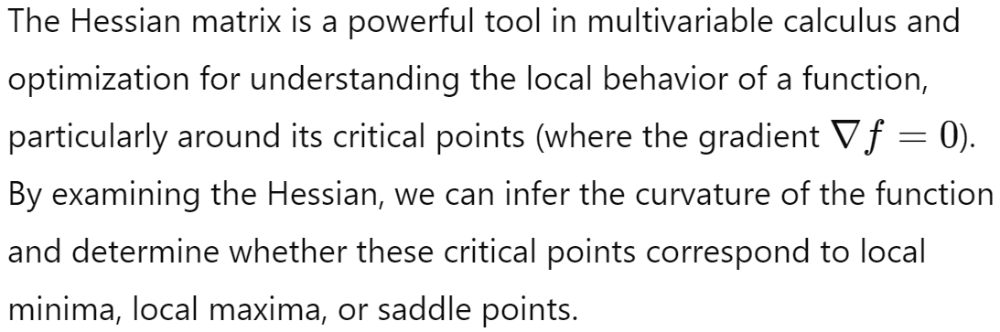 The Hessian matrix is a powerful tool in multivariable calculus and
optimization for understanding the local behavior of a function,
particularly around its critical points (where the gradient ∇f = 0).
By examining the Hessian, we can infer the curvature of the function
and determine whether these critical points correspond to local
minima, local maxima, or saddle points.